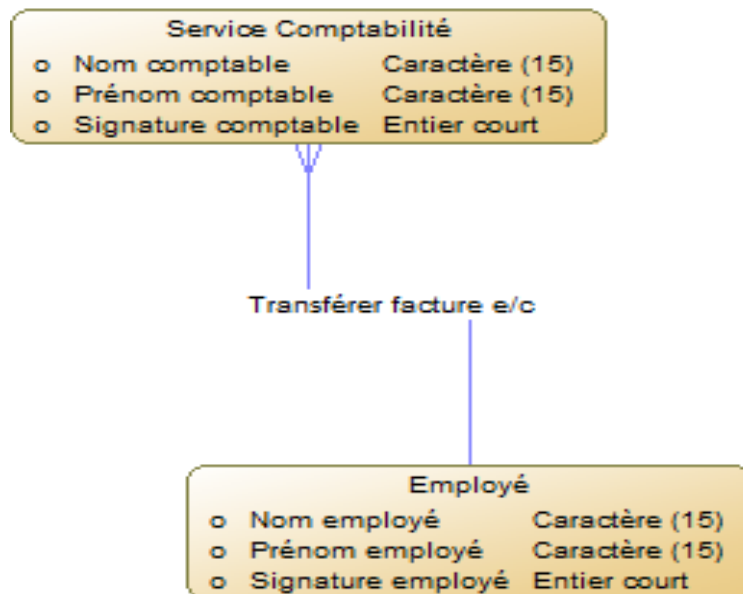 Service Comptabilité
o Nom comptable Caractère (15)
o Prénom comptable Caractère (15)
o Signature comptable Entier court
Transférer facture e/c
Employé
o Nom employé Caractère (15)
o Prénom employé Caractère (15)
o Signature employé Entier court